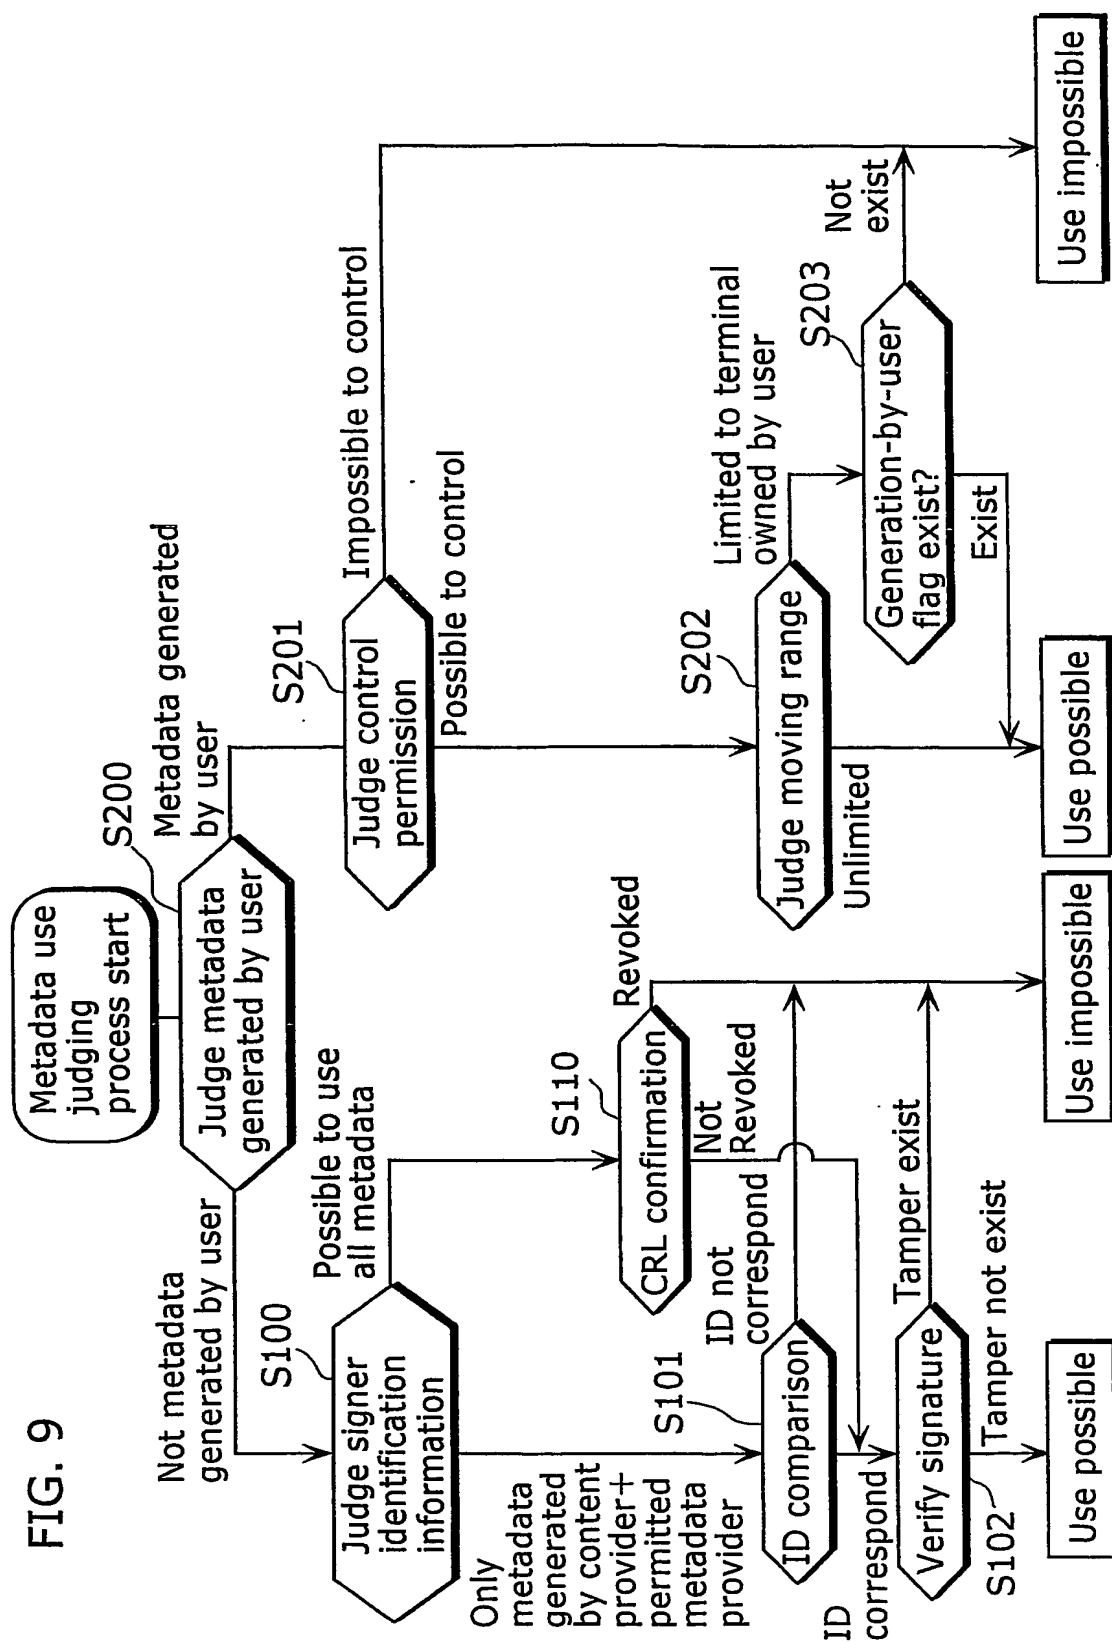 FIG. 9
Metadata use
judging
process start
S200
Judge metadata
generated by user
Not metadata
generated by user
Metadata generated
by user
S100
Judge signer
identification
information
Possible to use
all metadata
Only
metadata
generated
by content
provider+
permitted
metadata
provider
S110
CRL confirmation
Revoked
Not
Revoked
S101
ID comparison
ID not
correspond
ID
correspond
Verify signature
S102
Tamper exist
Tamper not exist
Use possible
Use impossible
S201
Judge control
permission
Impossible to control
Possible to control
S202
Judge moving range
Limited to terminal
owned by user
Unlimited
S203
Generation-by-user
flag exist?
Not
exist
Exist
Use possible
Use impossible